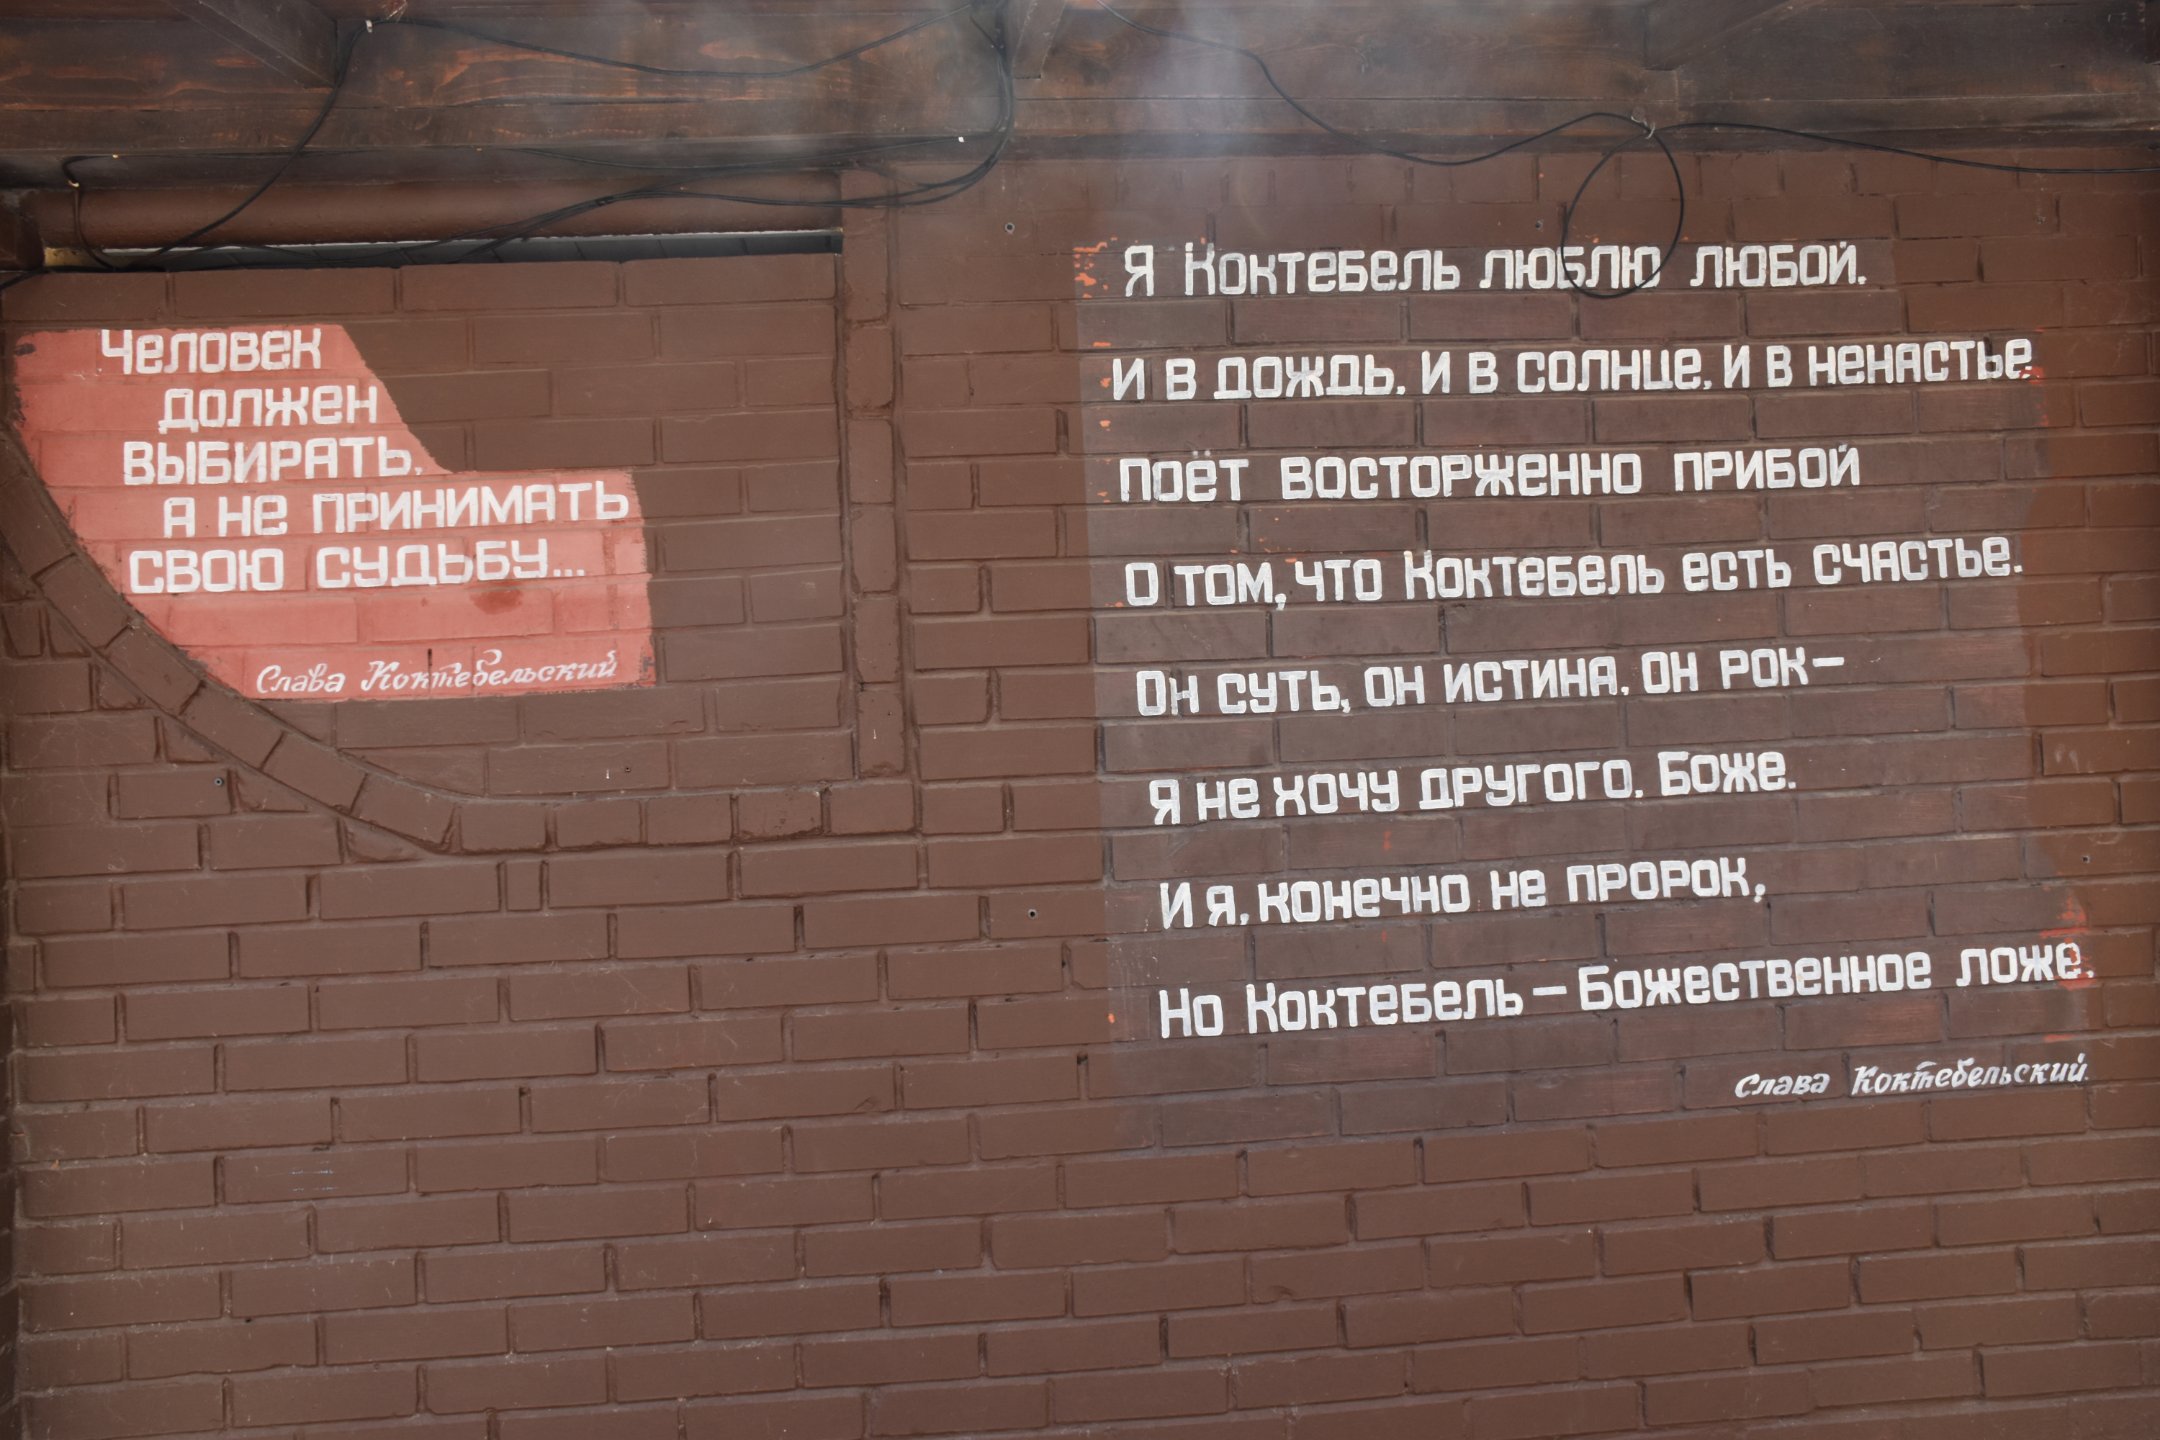 Человек
должен
выбирать,
а не принимать
свою судьбу...
Слава Коктебельский
Я Коктебель люблю любой,
И в дождь, и в солнце, и в ненастье.
Поёт восторженно прибой
О том, что Коктебель есть счастье.
Он суть, он истина, он рок—
Я не хочу другого, Боже.
И я, конечно не пророк,
Но Коктебель — Божественное ложе.
Слава Коктебельский.